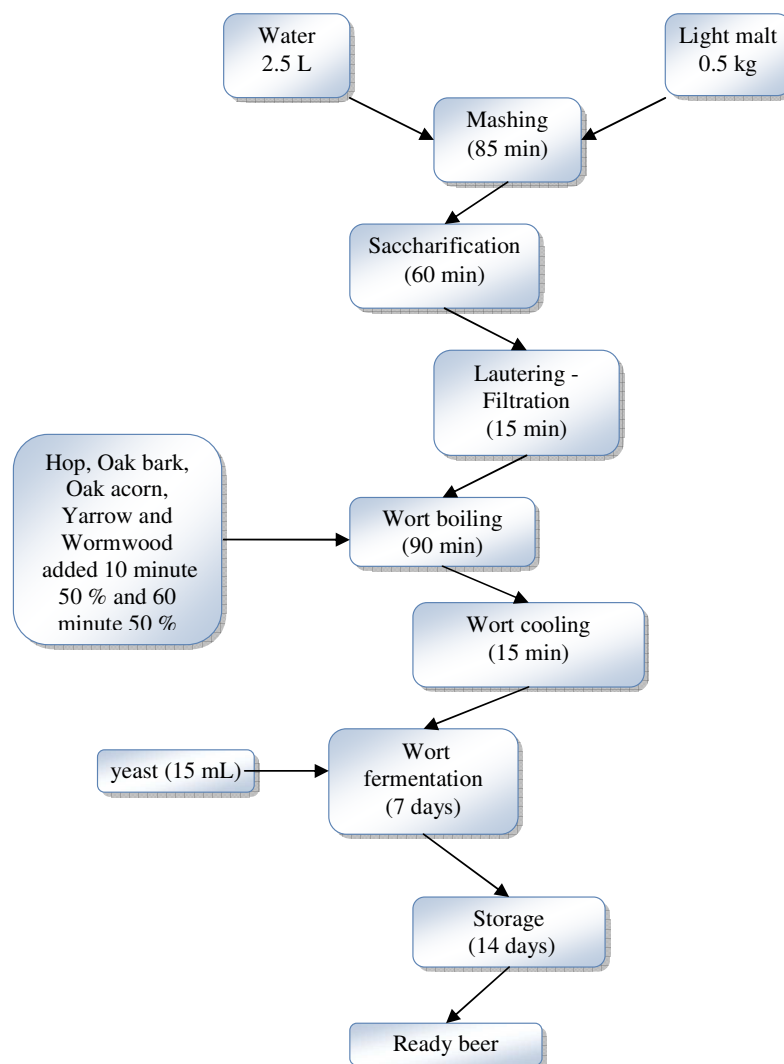 Water
2.5 L
Light malt
0.5 kg
Mashing
(85 min)
Saccharification
(60 min)
Lautering -
Filtration
(15 min)
Hop, Oak bark,
Oak acorn,
Yarrow and
Wormwood
added 10 minute
50 % and 60
minute 50 %
Wort boiling
(90 min)
Wort cooling
(15 min)
yeast (15 mL)
Wort
fermentation
(7 days)
Storage
(14 days)
Ready beer